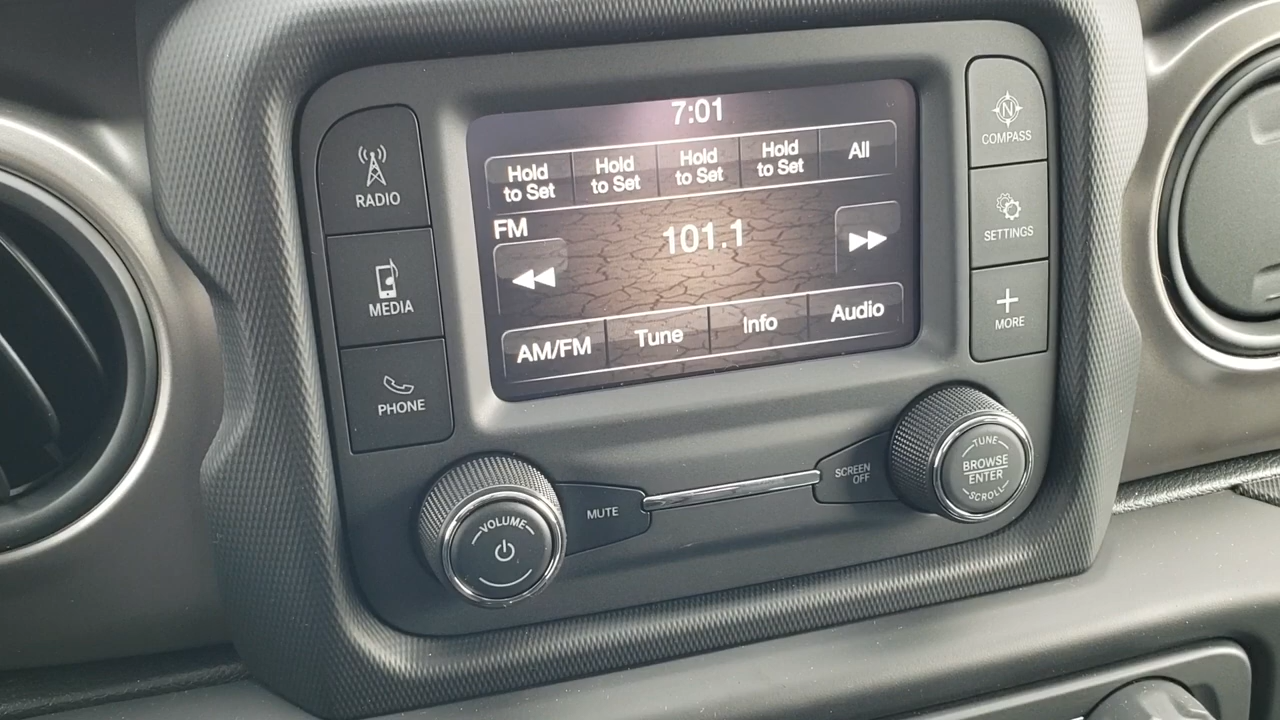 7:01
Hold to Set
Hold to Set
Hold to Set
Hold to Set
All
FM
101.1
AM/FM
Tune
Info
Audio
RADIO
MEDIA
PHONE
N
COMPASS
SETTINGS
MORE
VOLUME
MUTE
SCREEN
OFF
TUNE
BROWSE
ENTER
SCROLL